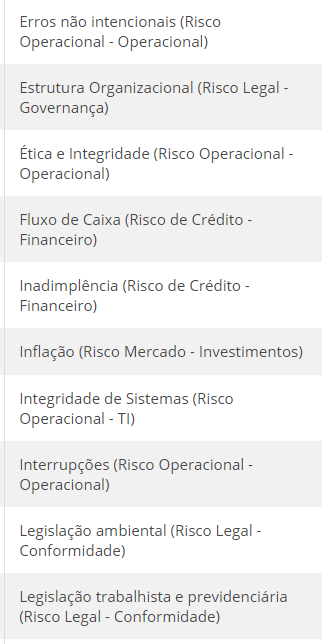 Erros não intencionais (Risco
Operacional - Operacional)
Estrutura Organizacional (Risco Legal -
Governança)
Ética e Integridade (Risco Operacional -
Operacional)
Fluxo de Caixa (Risco de Crédito -
Financeiro)
Inadimplência (Risco de Crédito -
Financeiro)
Inflação (Risco Mercado - Investimentos)
Integridade de Sistemas (Risco
Operacional - TI)
Interrupções (Risco Operacional -
Operacional)
Legislação ambiental (Risco Legal -
Conformidade)
Legislação trabalhista e previdenciária
(Risco Legal - Conformidade)